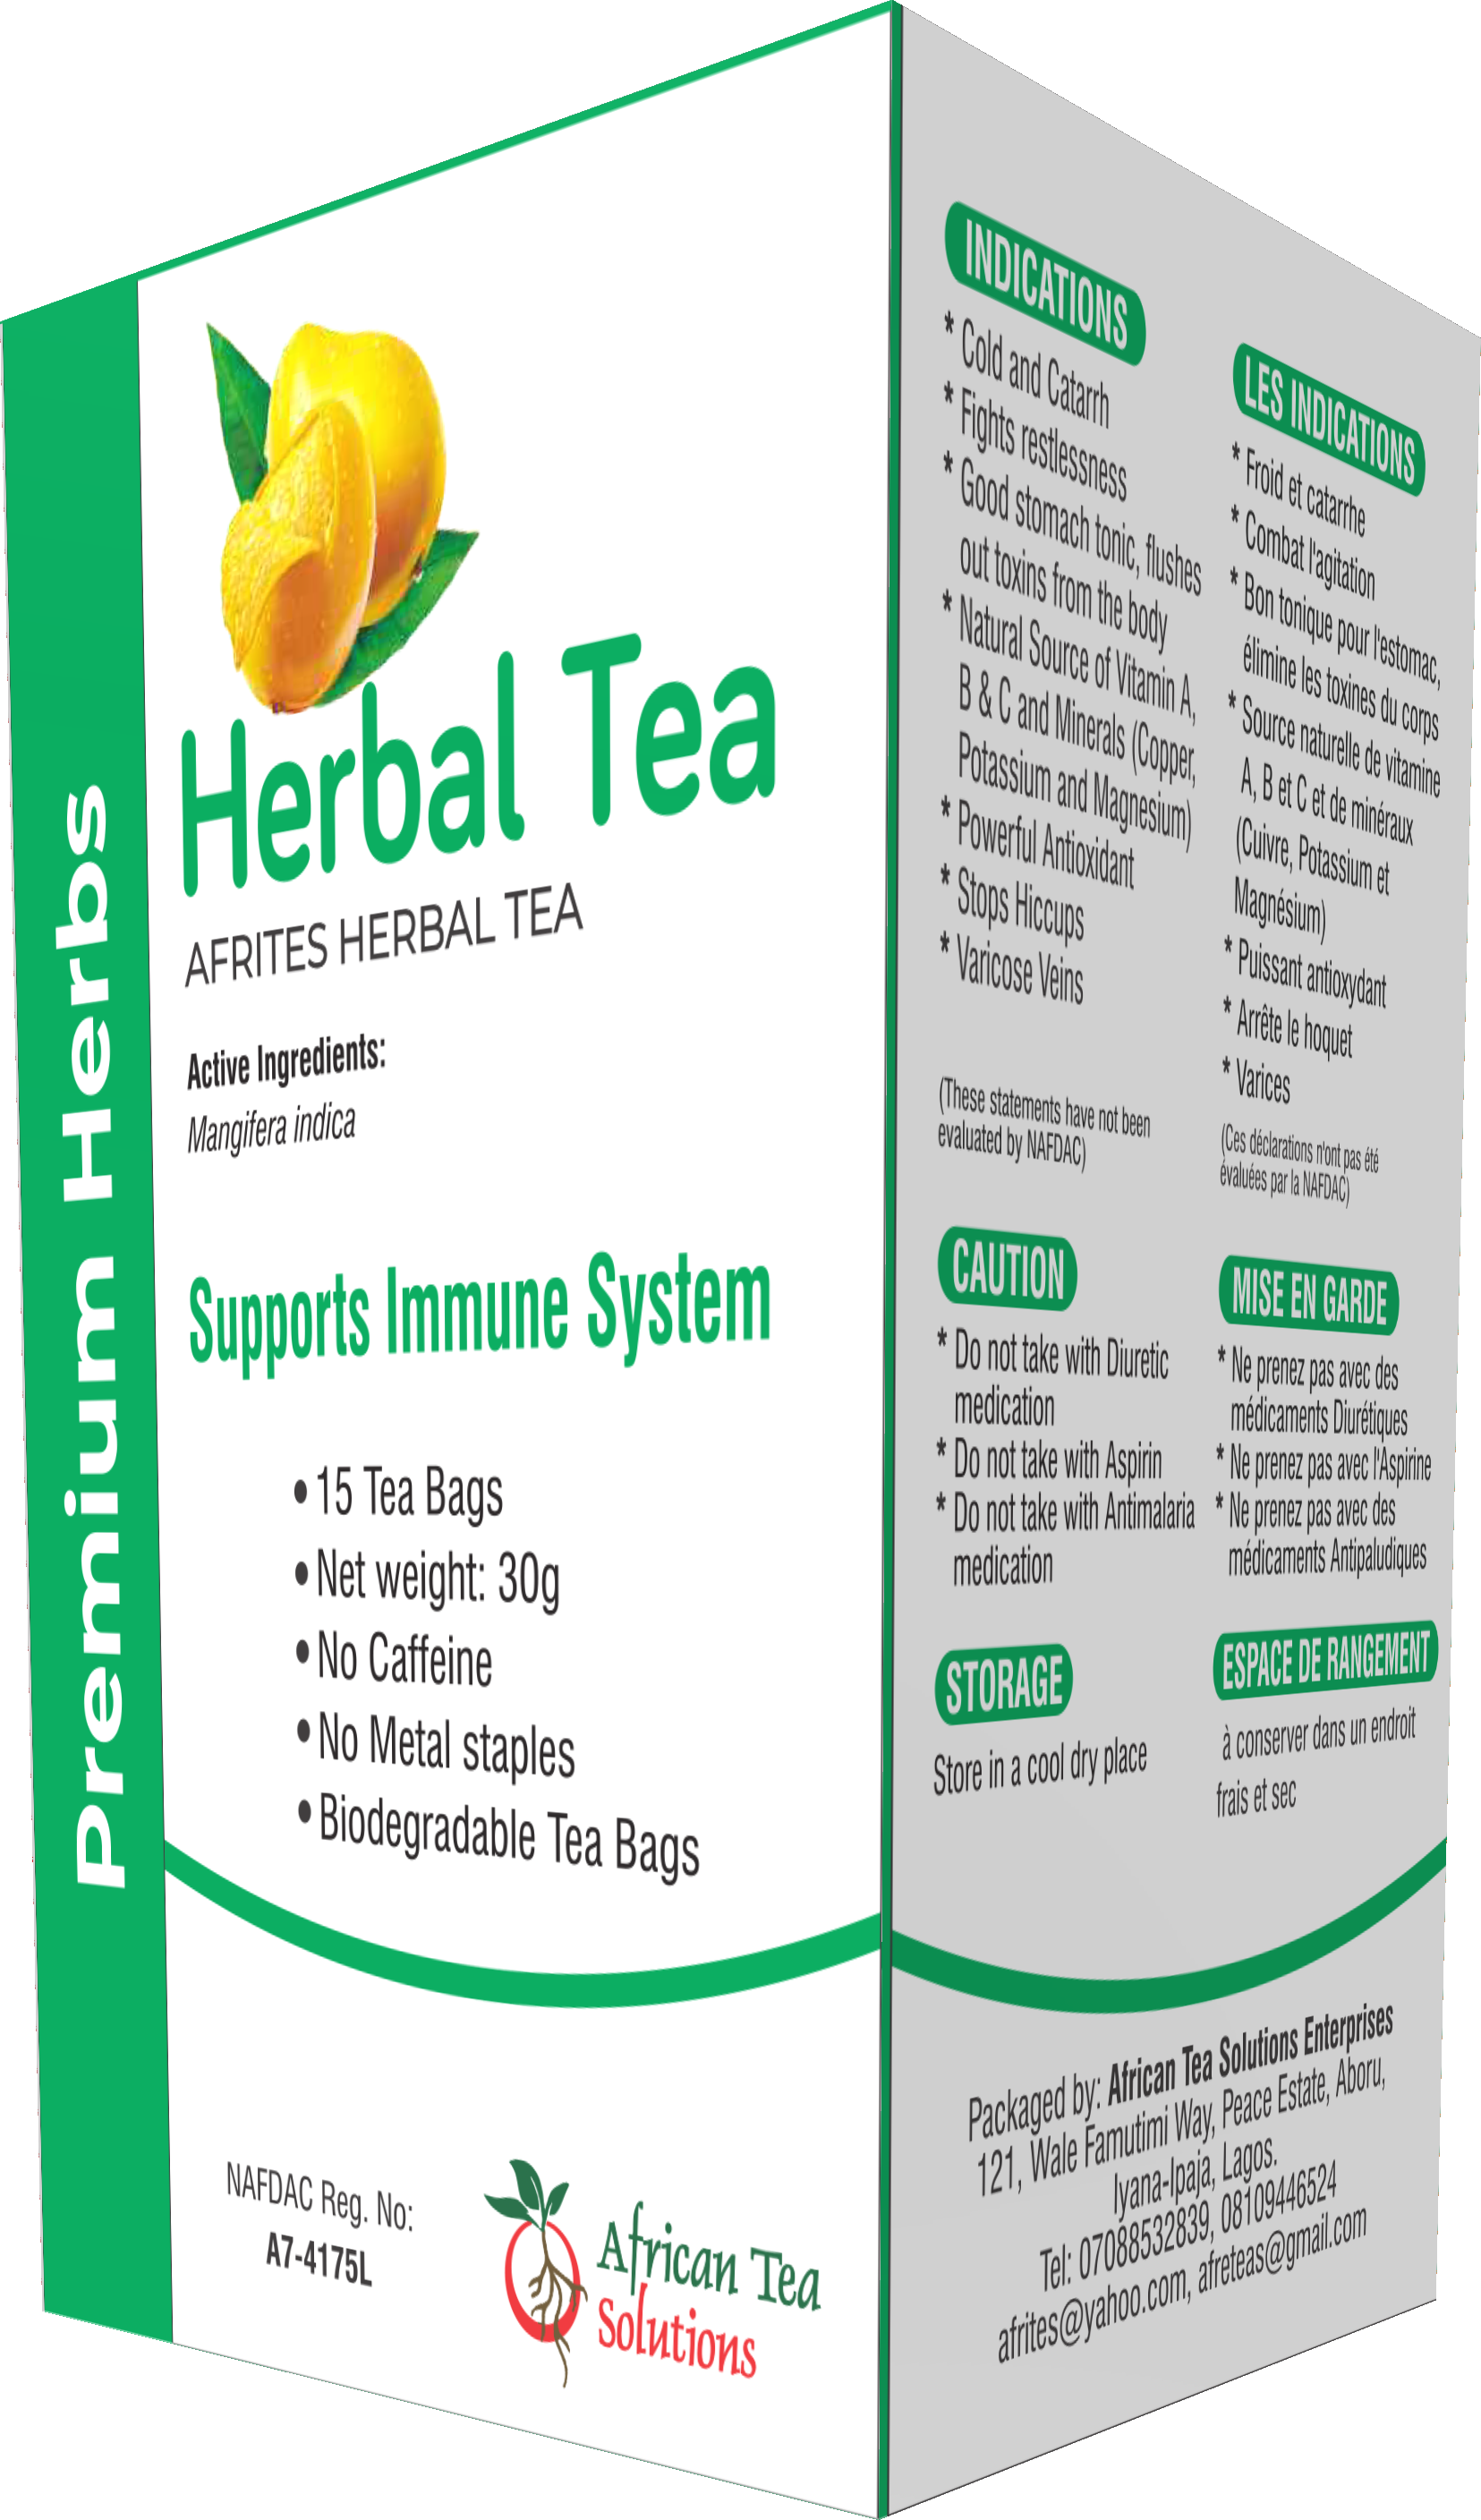 Premium Herbs
Herbal Tea
AFRITES HERBAL TEA
Active Ingredients:
Mangifera indica
Supports Immune System
• 15 Tea Bags
• Net weight: 30g
• No Caffeine
• No Metal staples
• Biodegradable Tea Bags
NAFDAC Reg. No:
A7-4175L
African Tea
Solutions
INDICATIONS
* Cold and Catarrh
* Fights restlessness
* Good stomach tonic, flushes
out toxins from the body
* Natural Source of Vitamin A,
B & C and Minerals (Copper,
Potassium and Magnesium)
* Powerful Antioxidant
* Stops Hiccups
* Varicose Veins
(These statements have not been
evaluated by NAFDAC)
CAUTION
* Do not take with Diuretic
medication
* Do not take with Aspirin
* Do not take with Antimalaria
medication
STORAGE
Store in a cool dry place
LES INDICATIONS
* Froid et catarrhe
* Combat l'agitation
* Bon tonique pour l'estomac,
élimine les toxines du corps
* Source naturelle de vitamine
A, B et C et de minéraux
(Cuivre, Potassium et
Magnésium)
* Puissant antioxydant
* Arrête le hoquet
* Varices
(Ces déclarations n'ont pas été
évaluées par la NAFDAC)
MISE EN GARDE
* Ne prenez pas avec des
médicaments Diurétiques
* Ne prenez pas avec l'Aspirine
* Ne prenez pas avec des
médicaments Antipaludiques
ESPACE DE RANGEMENT
à conserver dans un endroit
frais et sec
Packaged by: African Tea Solutions Enterprises
121, Wale Famutimi Way, Peace Estate, Aboru,
Iyana-Ipaja, Lagos.
Tel: 07088532839, 08109446524
afrites@yahoo.com, afreteas@gmail.com